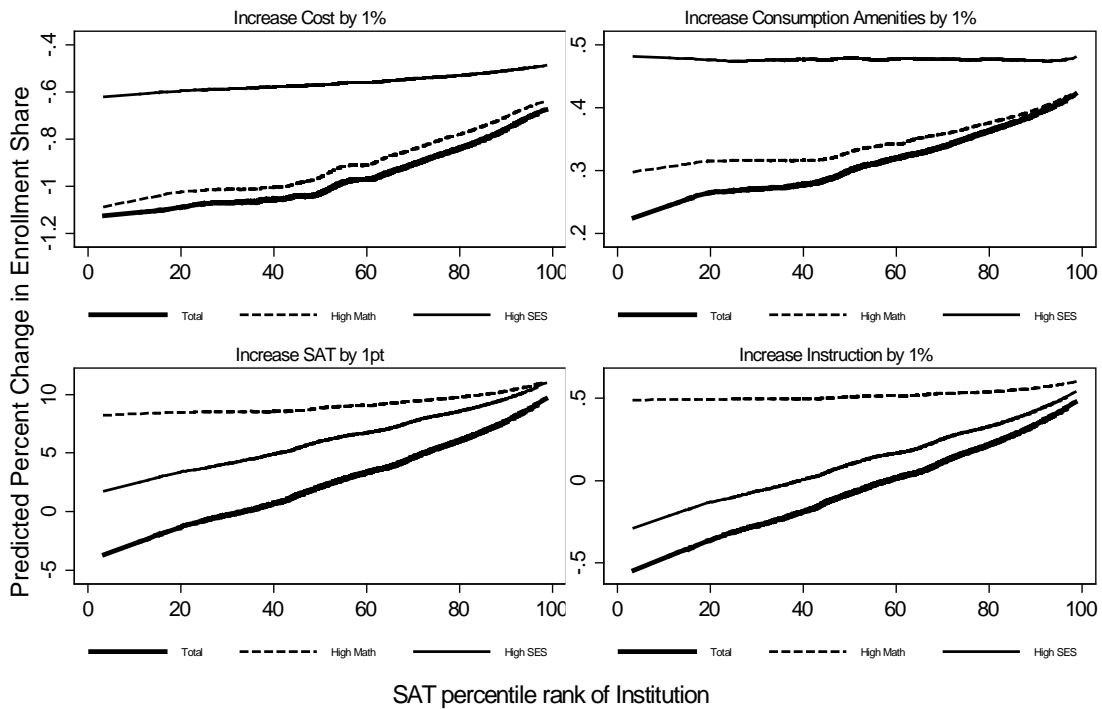 Increase Cost by 1%
Increase Consumption Amenities by 1%
Predicted Percent Change in Enrollment Share
-.4
-.6
-.8
-1
-1.2
0 20 40 60 80 100
Total High Math High SES
.5
.4
.3
.2
0 20 40 60 80 100
Total High Math High SES
Increase SAT by 1pt
Increase Instruction by 1%
10
5
0
-5
0 20 40 60 80 100
Total High Math High SES
.5
0
-.5
0 20 40 60 80 100
Total High Math High SES
SAT percentile rank of Institution